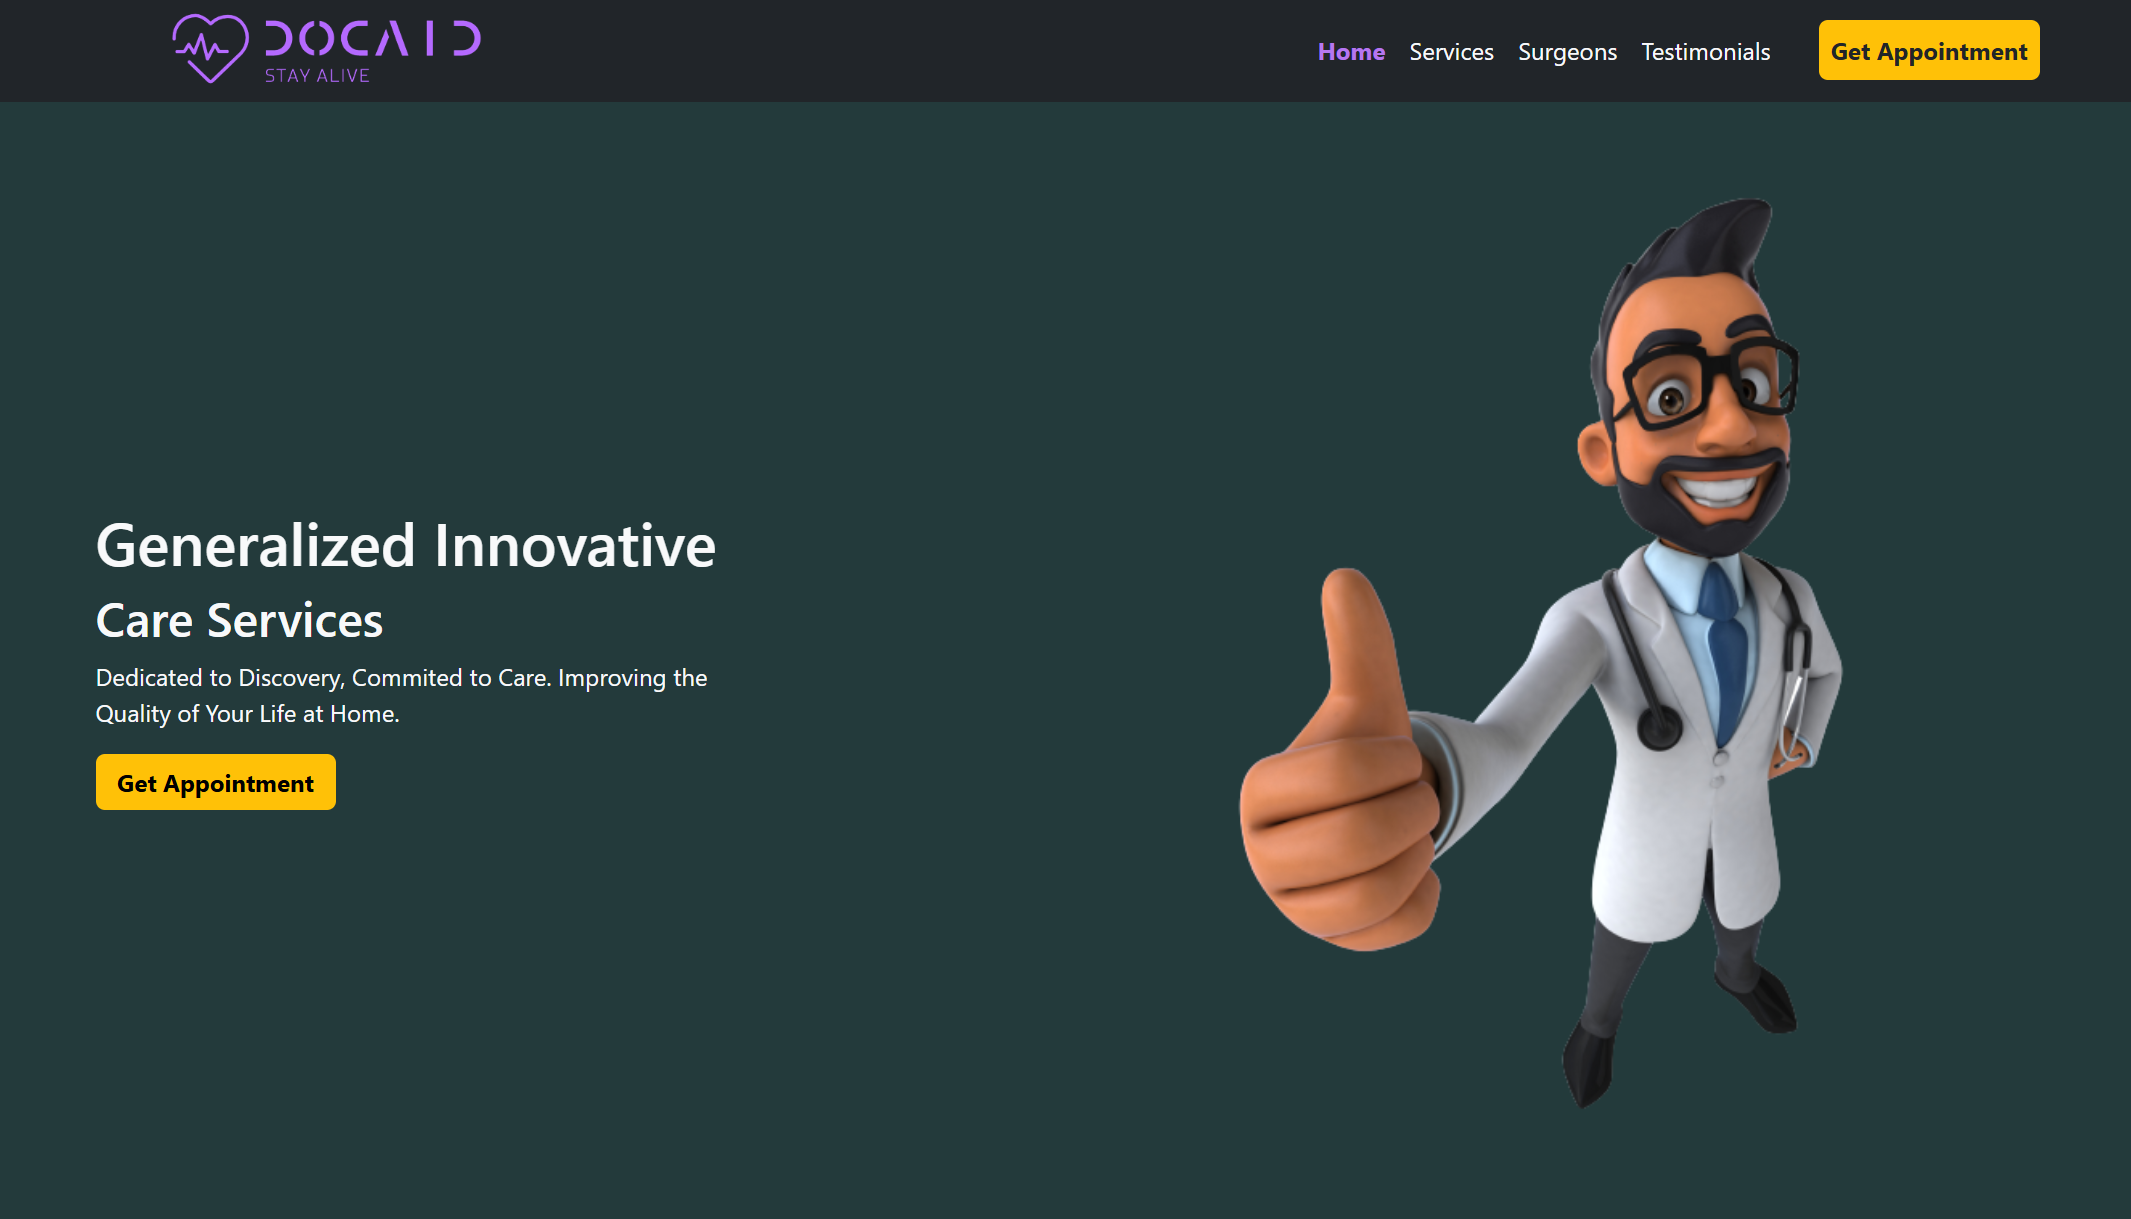 DOCAID
STAY ALIVE
Home Services Surgeons Testimonials Get Appointment
Generalized Innovative
Care Services
Dedicated to Discovery, Commited to Care. Improving the
Quality of Your Life at Home.
Get Appointment